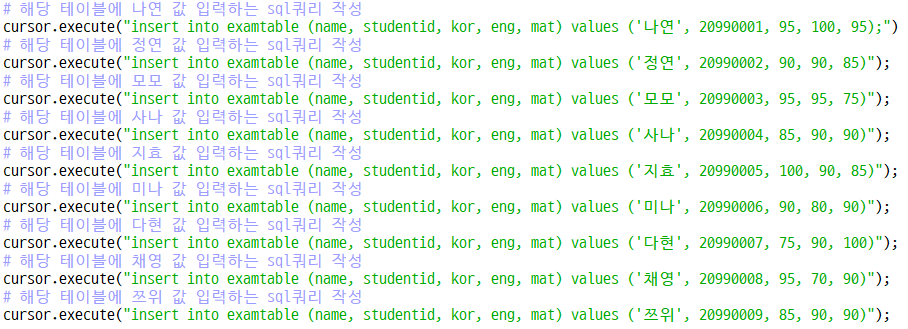 # 해당 테이블에 나연 값 입력하는 sql쿼리 작성
cursor.execute("insert into examtable (name, studentid, kor, eng, mat) values ('나연', 20990001, 95, 100, 95);")
# 해당 테이블에 정연 값 입력하는 sql쿼리 작성
cursor.execute("insert into examtable (name, studentid, kor, eng, mat) values ('정연', 20990002, 90, 90, 85)");
# 해당 테이블에 모모 값 입력하는 sql쿼리 작성
cursor.execute("insert into examtable (name, studentid, kor, eng, mat) values ('모모', 20990003, 95, 95, 75)");
# 해당 테이블에 사나 값 입력하는 sql쿼리 작성
cursor.execute("insert into examtable (name, studentid, kor, eng, mat) values ('사나', 20990004, 85, 90, 90)");
# 해당 테이블에 지효 값 입력하는 sql쿼리 작성
cursor.execute("insert into examtable (name, studentid, kor, eng, mat) values ('지효', 20990005, 100, 90, 85)");
# 해당 테이블에 미나 값 입력하는 sql쿼리 작성
cursor.execute("insert into examtable (name, studentid, kor, eng, mat) values ('미나', 20990006, 90, 80, 90)");
# 해당 테이블에 다현 값 입력하는 sql쿼리 작성
cursor.execute("insert into examtable (name, studentid, kor, eng, mat) values ('다현', 20990007, 75, 90, 100)");
# 해당 테이블에 채영 값 입력하는 sql쿼리 작성
cursor.execute("insert into examtable (name, studentid, kor, eng, mat) values ('채영', 20990008, 95, 70, 90)");
# 해당 테이블에 쯔위 값 입력하는 sql쿼리 작성
cursor.execute("insert into examtable (name, studentid, kor, eng, mat) values ('쯔위', 20990009, 85, 90, 90)");